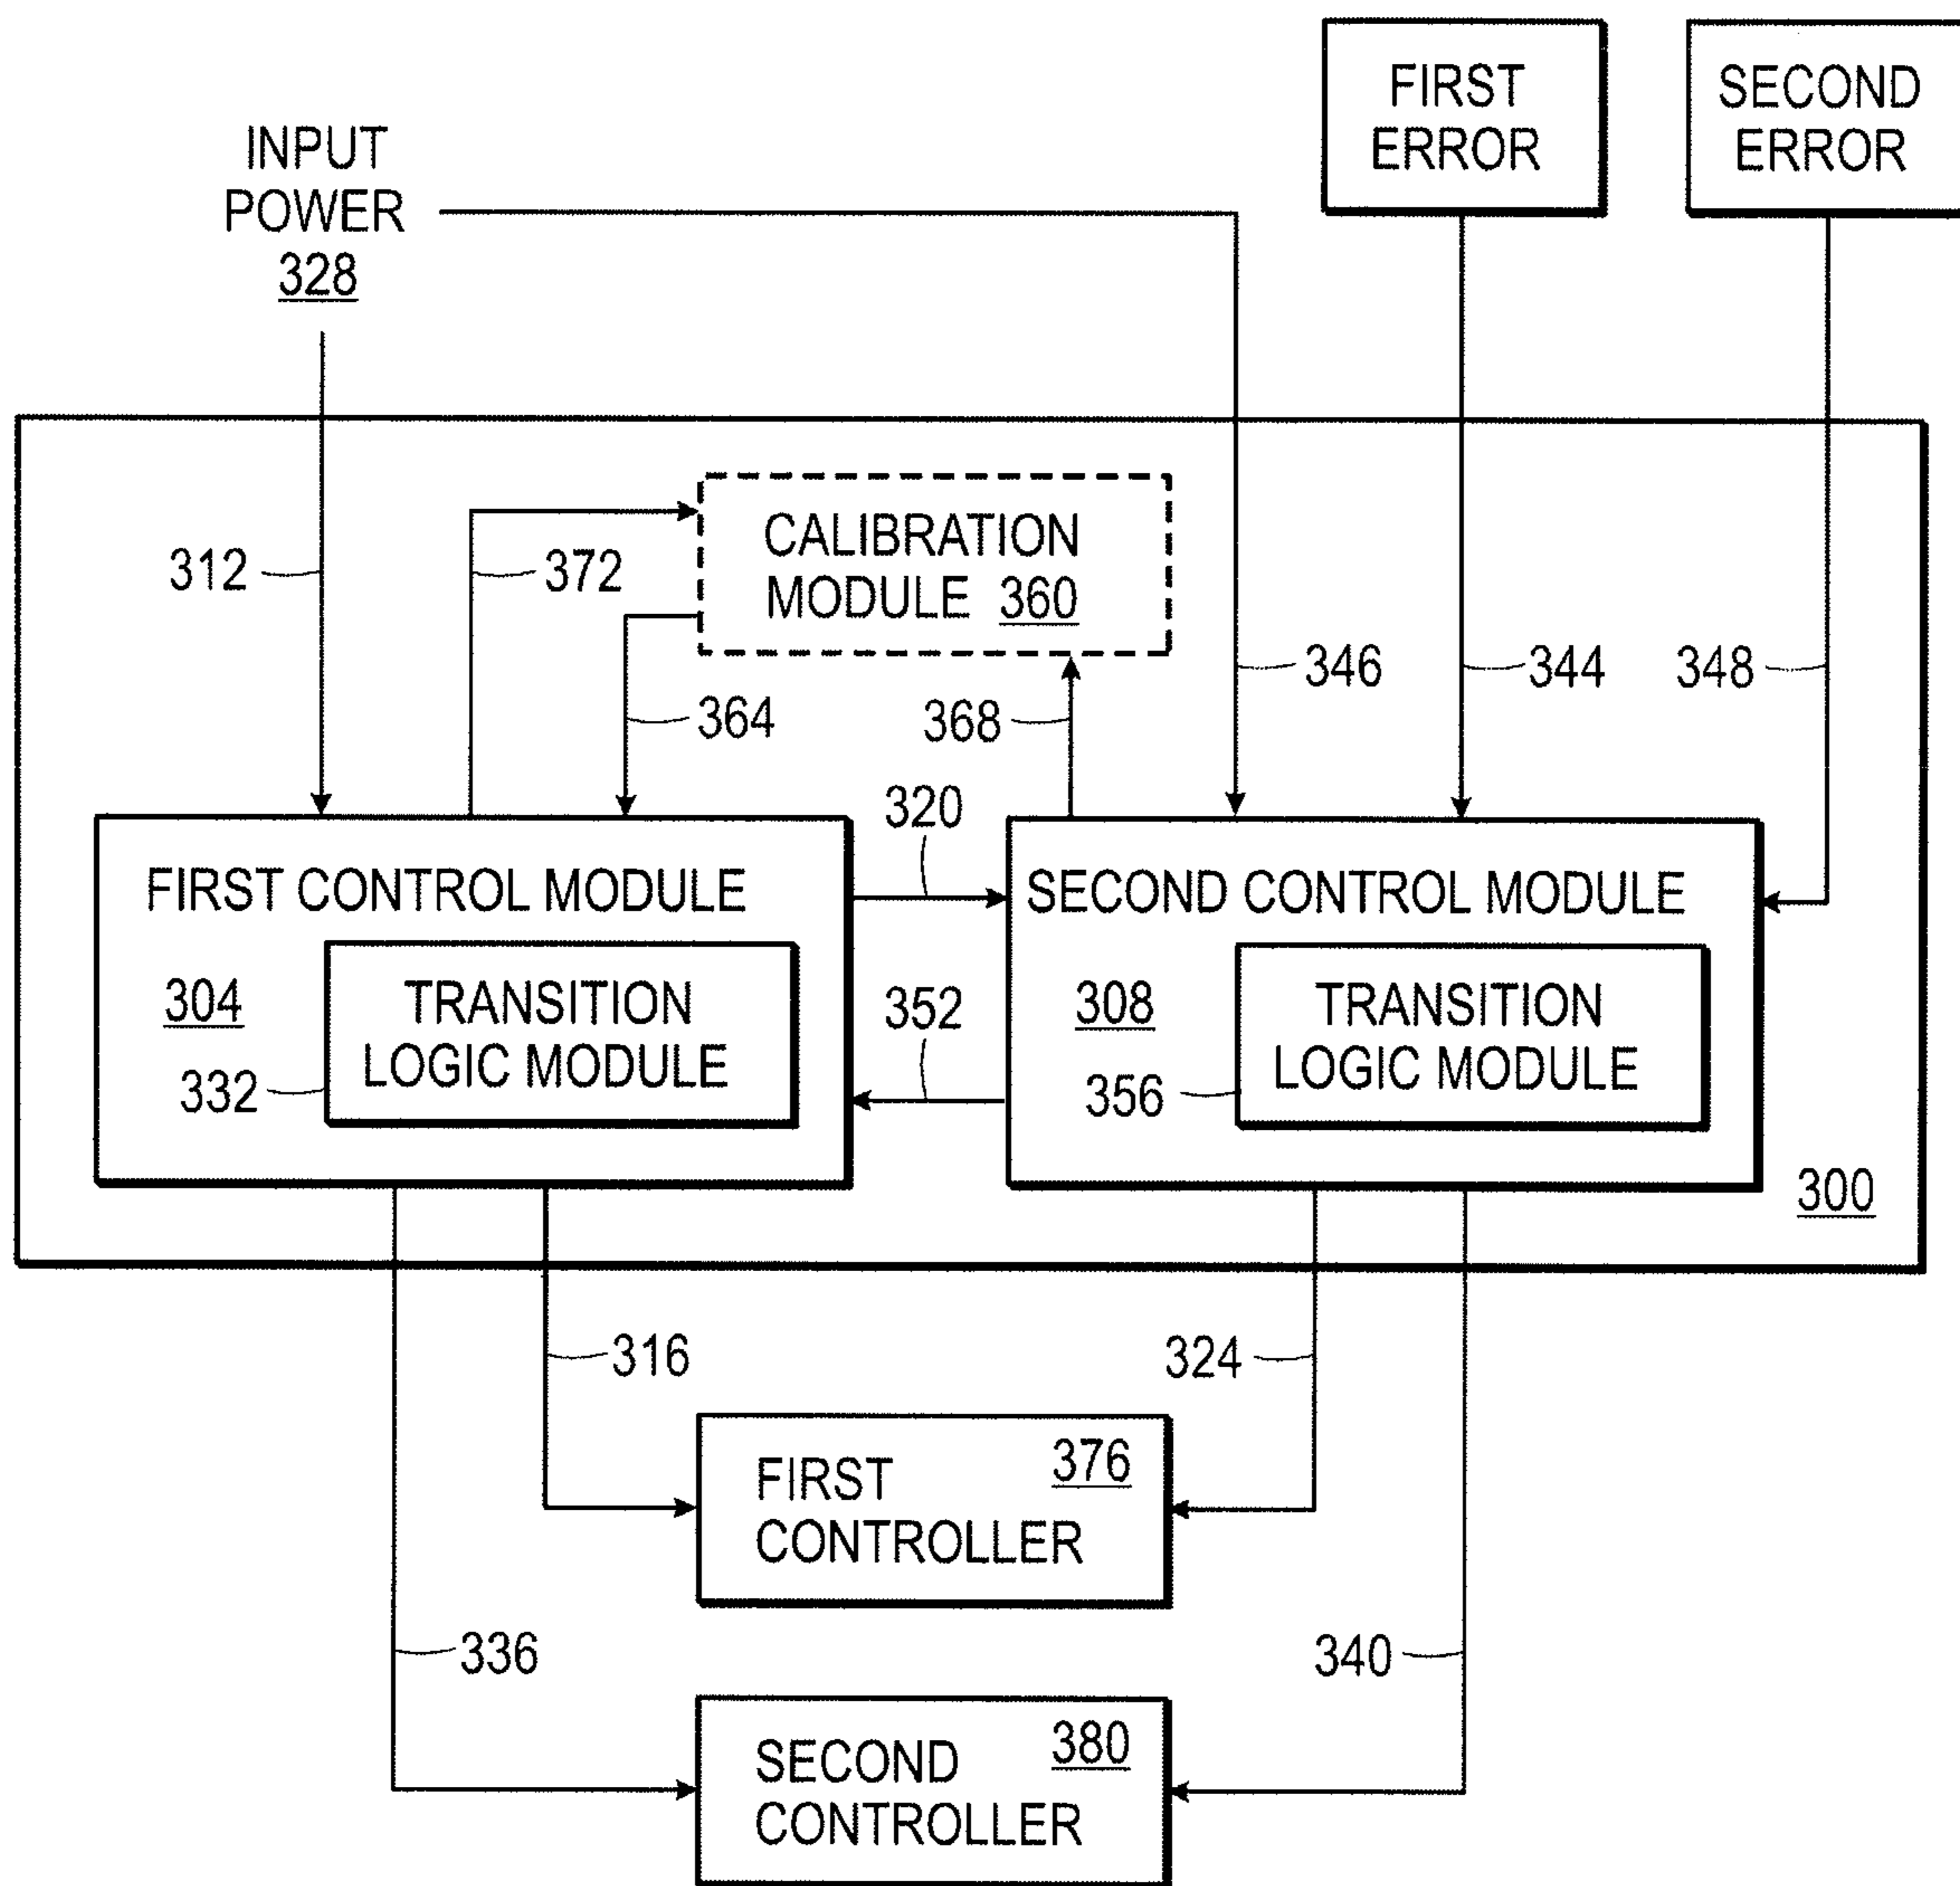 FIRST
ERROR
SECOND
ERROR
INPUT
POWER
328
CALIBRATION
MODULE 360
312
372
346
344
348
364
368
320
FIRST CONTROL MODULE
SECOND CONTROL MODULE
304
TRANSITION
LOGIC MODULE
332
352
308
TRANSITION
LOGIC MODULE
356
300
316
324
FIRST
CONTROLLER
376
336
340
SECOND
CONTROLLER
380